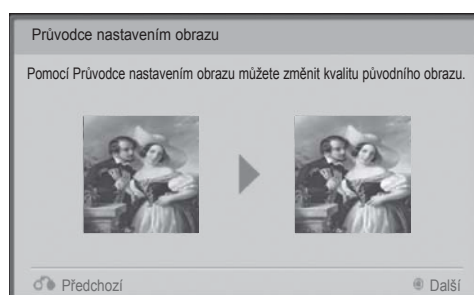 Průvodce nastavením obrazu
Pomocí Průvodce nastavením obrazu můžete změnit kvalitu původního obrazu.
Předchozí
Další